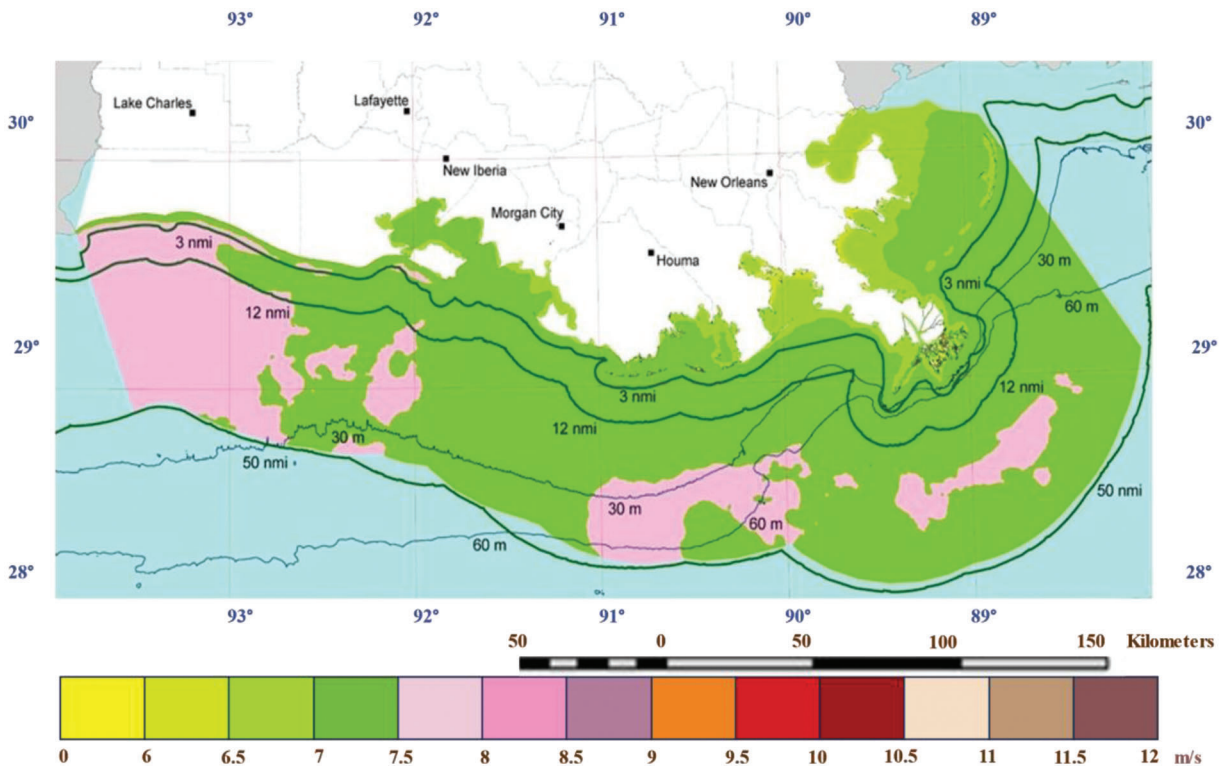 93° 92° 91° 90° 89°
Lake Charles
Lafayette
30° 30°
New Iberia
New Orleans
Morgan City
3 nmi
Houma
30 m
3 nmi
60 m
12 nmi
29° 29°
12 nmi
3 nmi
12 nmi
30 m
50 nmi
50 nmi
30 m
60 m
60 m
28° 28°
93° 92° 91° 90° 89°
50 0 50 100 150 Kilometers
0 6 6.5 7 7.5 8 8.5 9 9.5 10 10.5 11 11.5 12 m/s